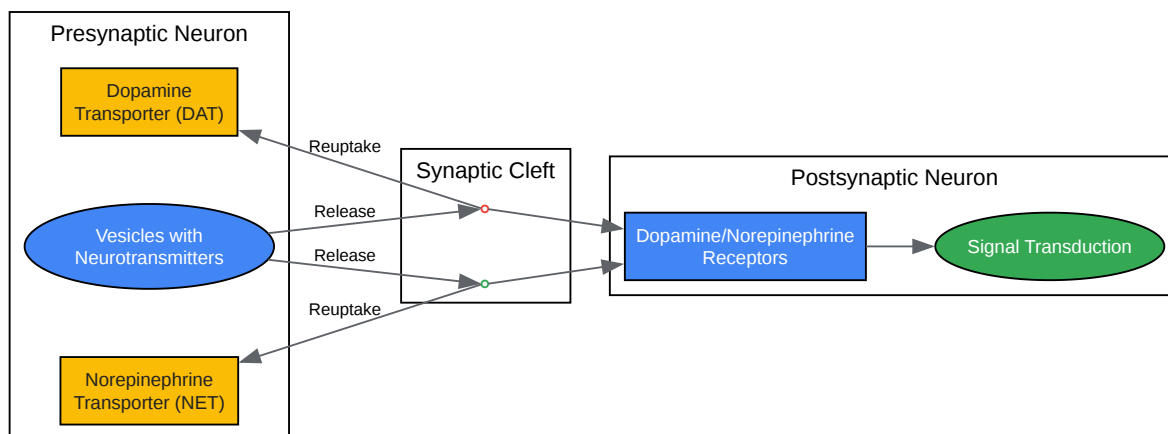 Presynaptic Neuron
Dopamine
Transporter (DAT)
Reuptake
Synaptic Cleft
Postsynaptic Neuron
Release
Vesicles with
Neurotransmitters
Release
Dopamine/Norepinephrine
Receptors
Signal Transduction
Reuptake
Norepinephrine
Transporter (NET)